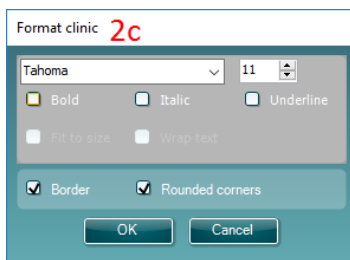 Format clinic 2c
Tahoma 11
Bold Italic Underline
Fit to size Wrap text
Border Rounded corners
OK Cancel